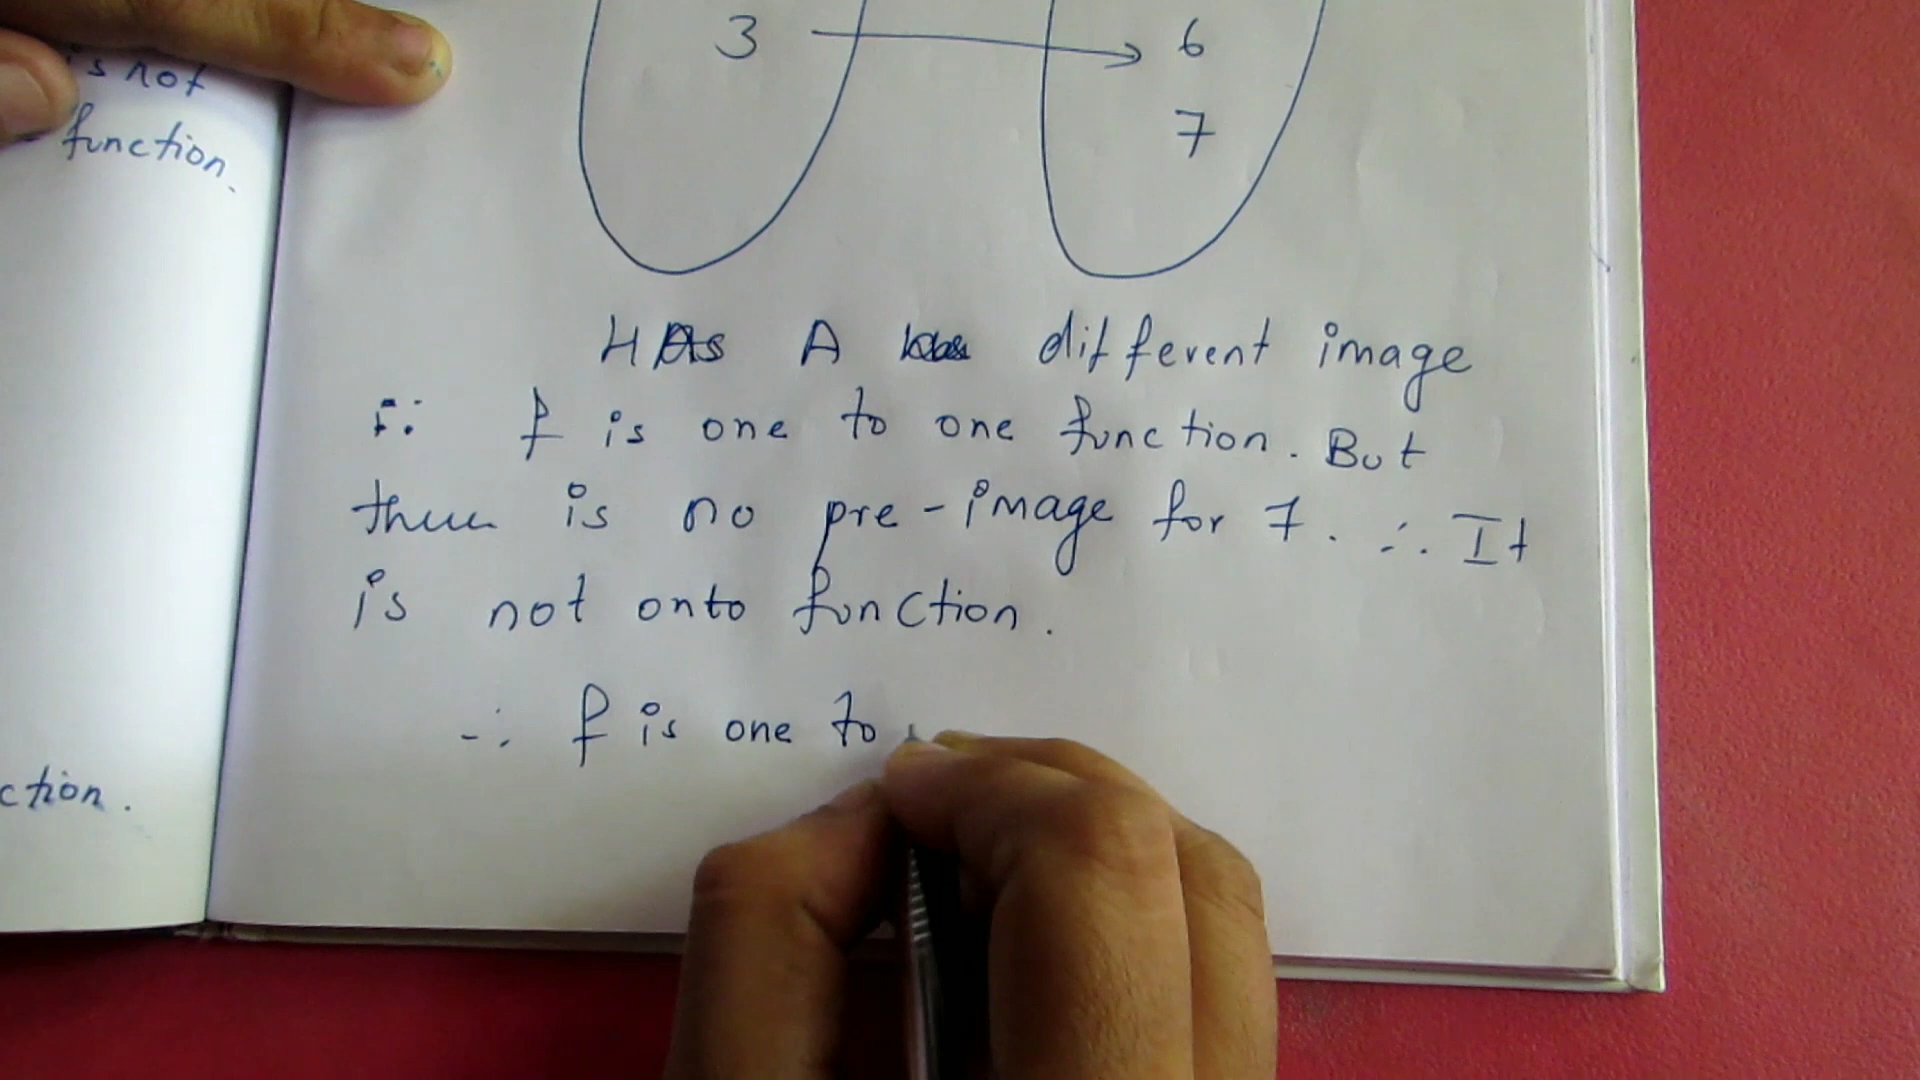 is not
function.
ction.
3 6
7
A different image
f is one to one function. But
there is no pre-image for 7. ∴ It
is not onto function.
∴ f is one to